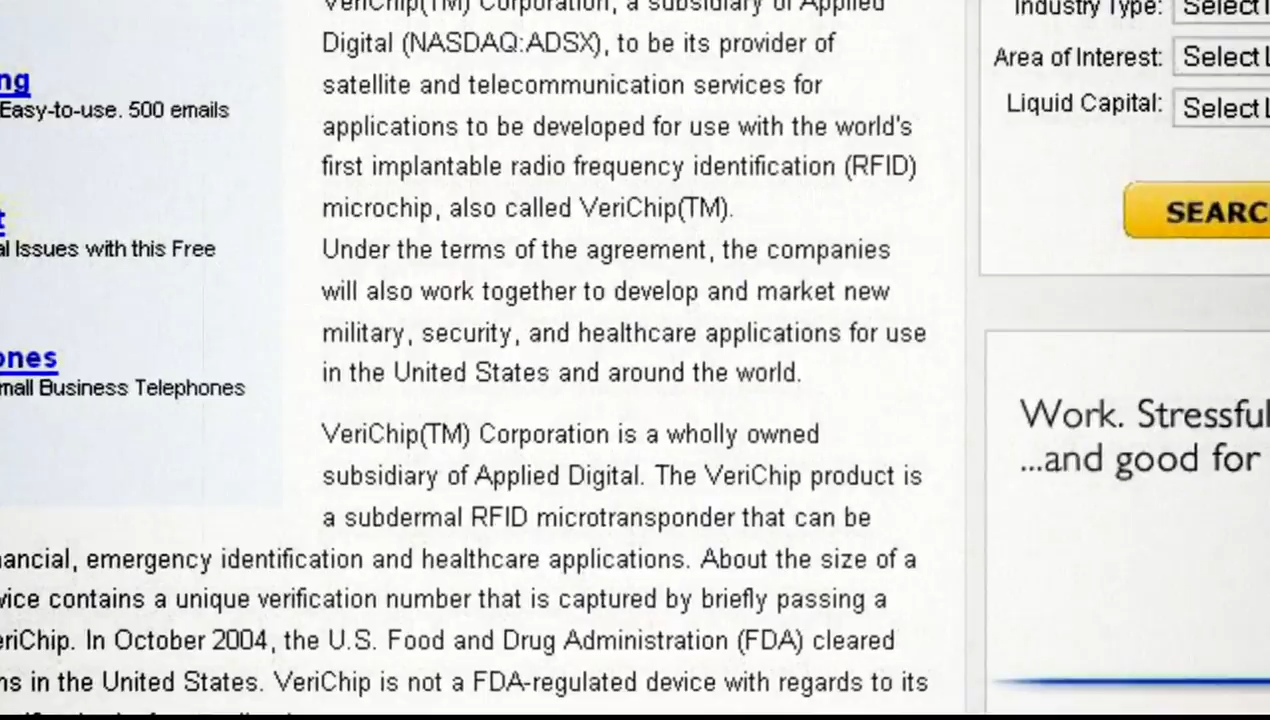 VeriChip(TM) Corporation, a subsidiary of Applied
Digital (NASDAQ:ADSX), to be its provider of
satellite and telecommunication services for
applications to be developed for use with the world's
first implantable radio frequency identification (RFID)
microchip, also called VeriChip(TM).
Under the terms of the agreement, the companies
will also work together to develop and market new
military, security, and healthcare applications for use
in the United States and around the world.
VeriChip(TM) Corporation is a wholly owned
subsidiary of Applied Digital. The VeriChip product is
a subdermal RFID microtransponder that can be
nancial, emergency identification and healthcare applications. About the size of a
vice contains a unique verification number that is captured by briefly passing a
eriChip. In October 2004, the U.S. Food and Drug Administration (FDA) cleared
ns in the United States. VeriChip is not a FDA-regulated device with regards to its
ng
Easy-to-use. 500 emails
t
al Issues with this Free
ones
mall Business Telephones
Industry Type: Select
Area of Interest: Select L
Liquid Capital: Select L
SEARC
Work. Stressful
...and good for